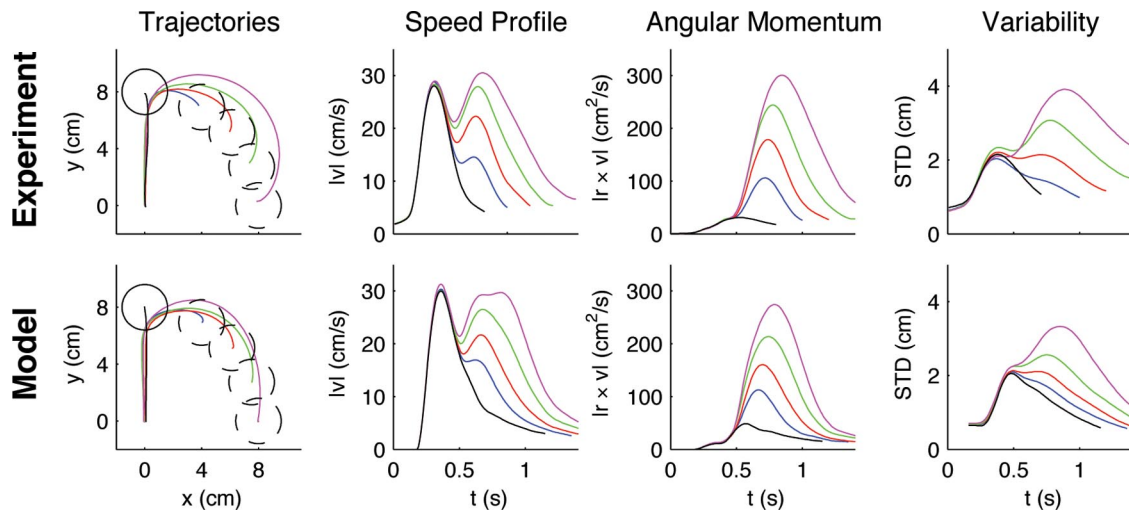 Trajectories Speed Profile Angular Momentum Variability
Experiment
y (cm)
8
4
0
|v| (cm/s)
30
20
10
0
|r × v| (cm²/s)
300
200
100
0
STD (cm)
4
2
0
Model
y (cm)
8
4
0
0 4 8
x (cm)
|v| (cm/s)
30
20
10
0
0 0.5 1
t (s)
|r × v| (cm²/s)
300
200
100
0
0 0.5 1
t (s)
STD (cm)
4
2
0
0 0.5 1
t (s)